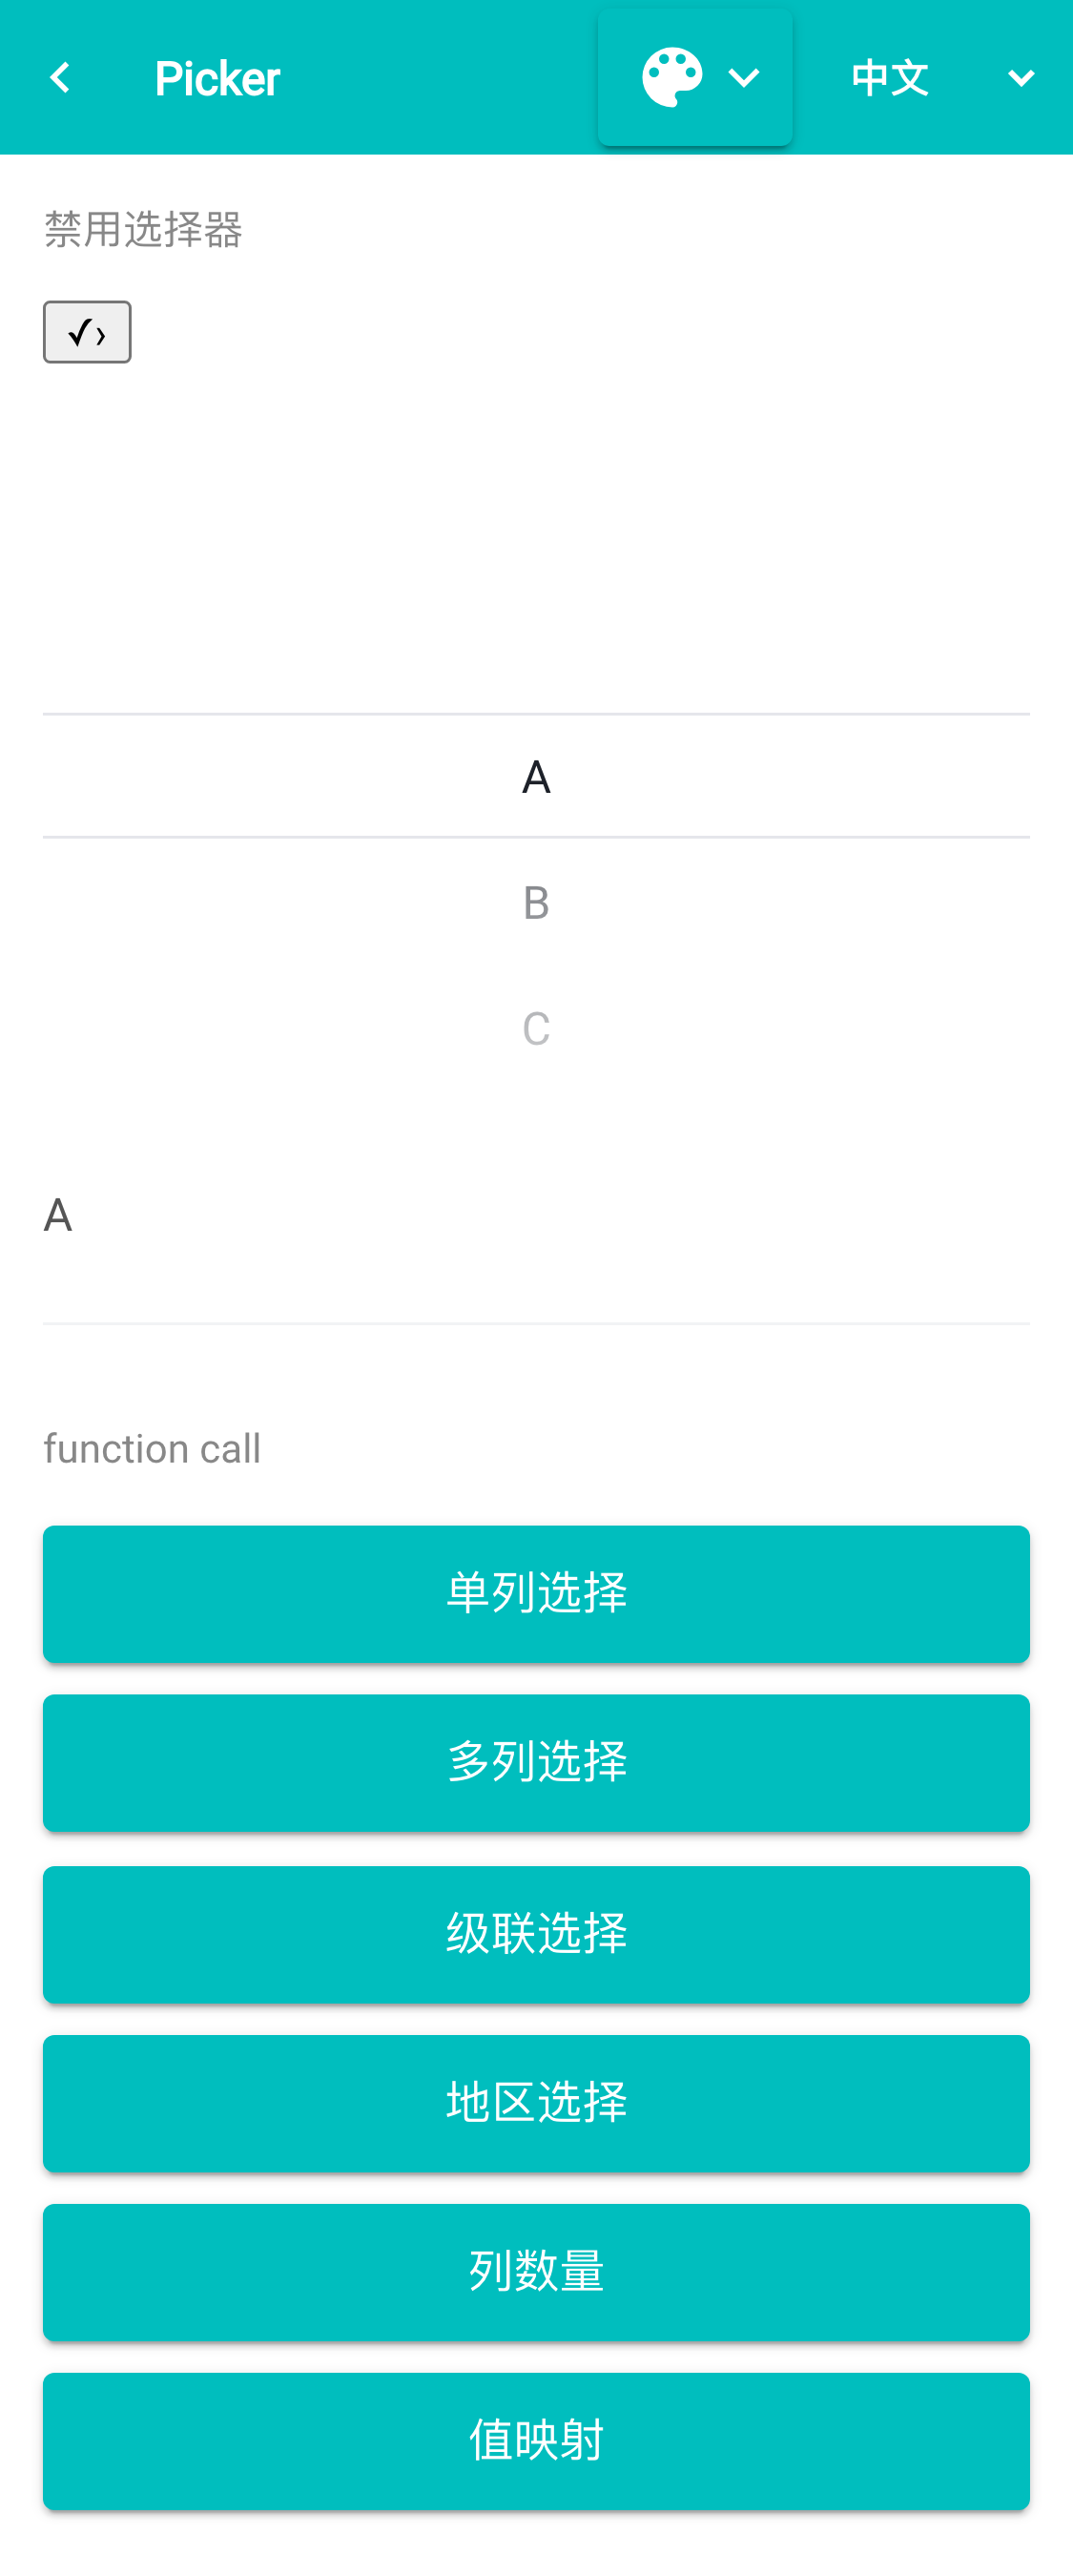 Picker
中文
禁用选择器
✓›
A
B
C
A
function call
单列选择
多列选择
级联选择
地区选择
列数量
值映射